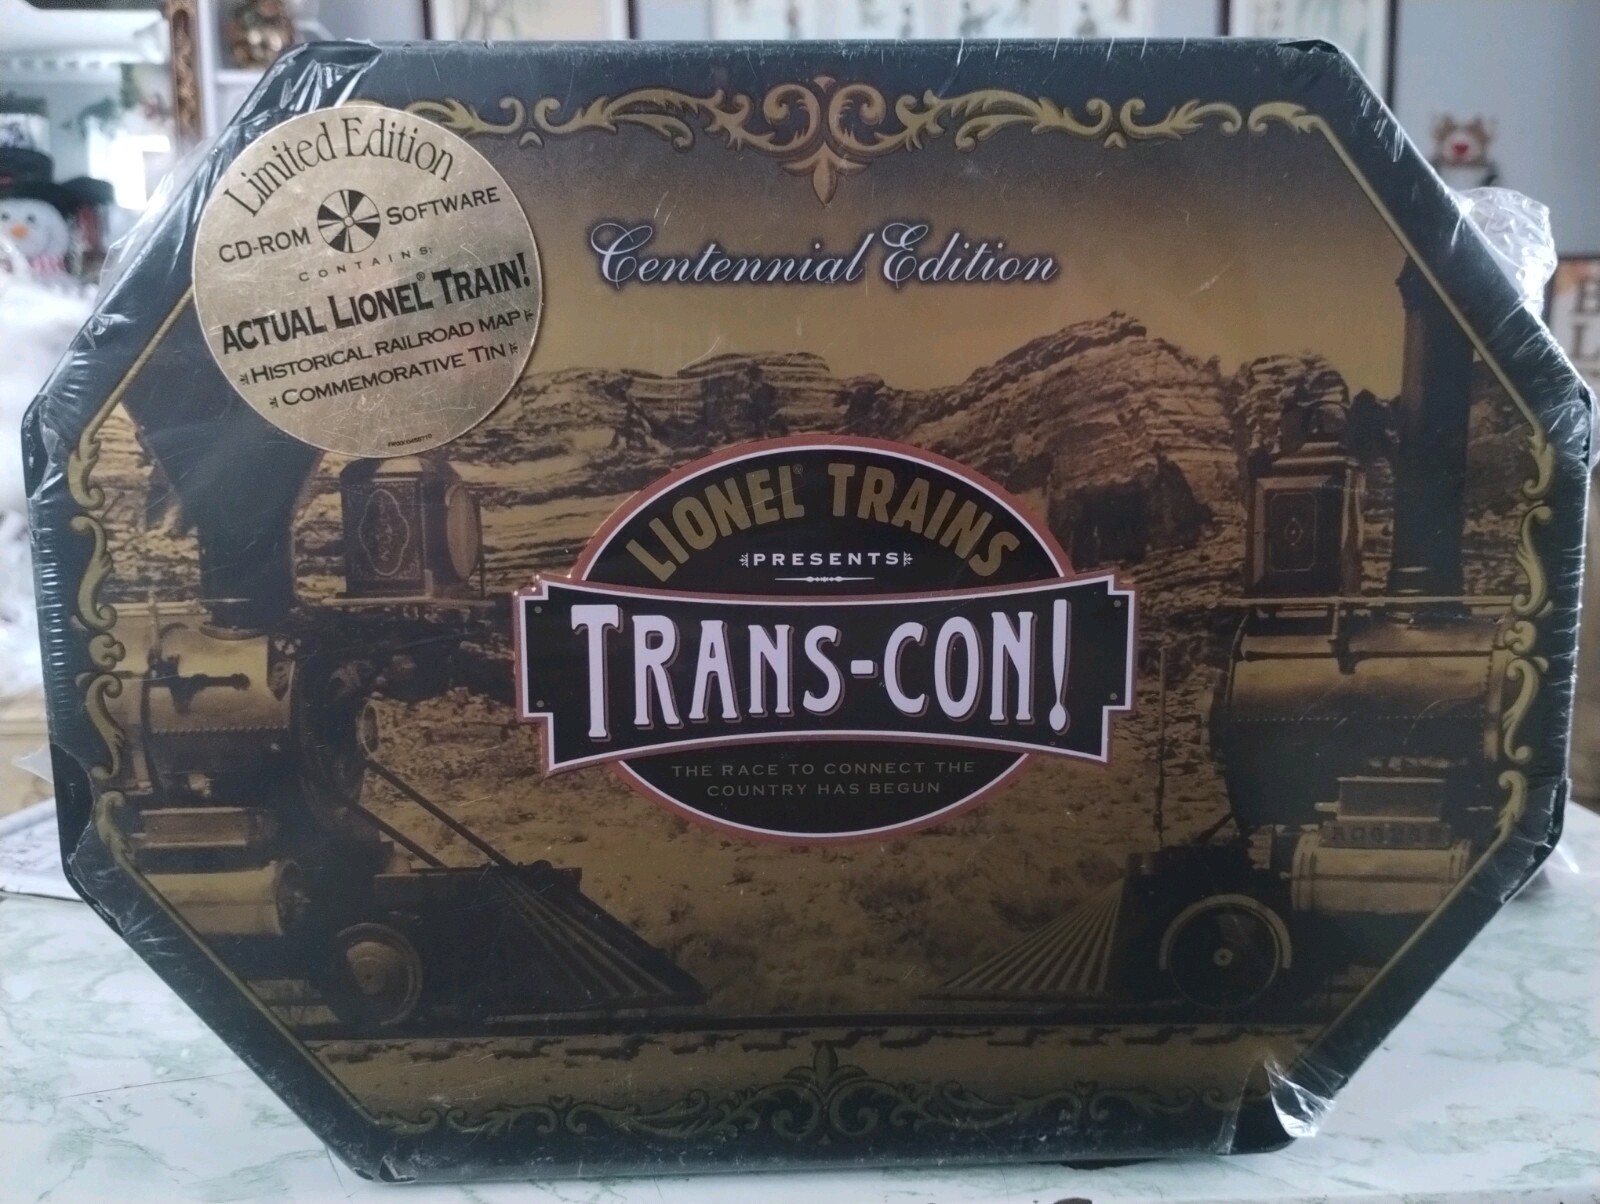 Limited Edition
CD-ROM SOFTWARE
CONTAINS:
ACTUAL LIONEL® TRAIN!
HISTORICAL RAILROAD MAP
COMMEMORATIVE TIN
Centennial Edition
LIONEL® TRAINS
PRESENTS
TRANS-CON!
THE RACE TO CONNECT THE
COUNTRY HAS BEGUN